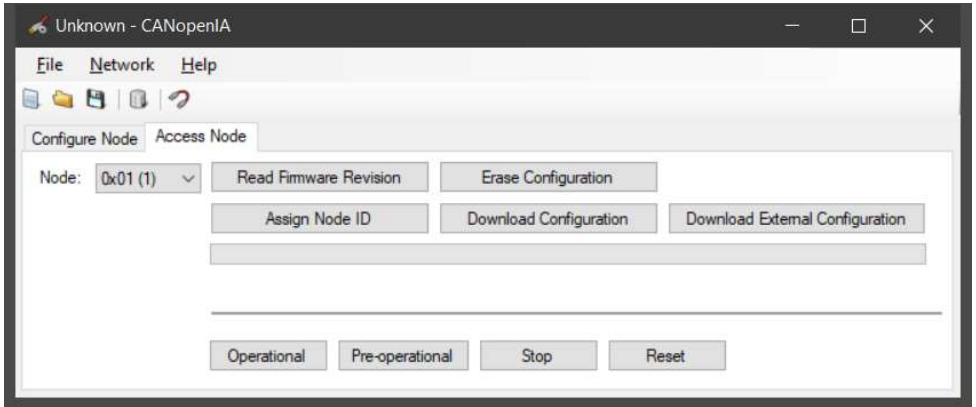 Unknown - CANopenIA
File Network Help
Configure Node Access Node
Node: 0x01 (1) Read Firmware Revision Erase Configuration
Assign Node ID Download Configuration Download External Configuration
Operational Pre-operational Stop Reset